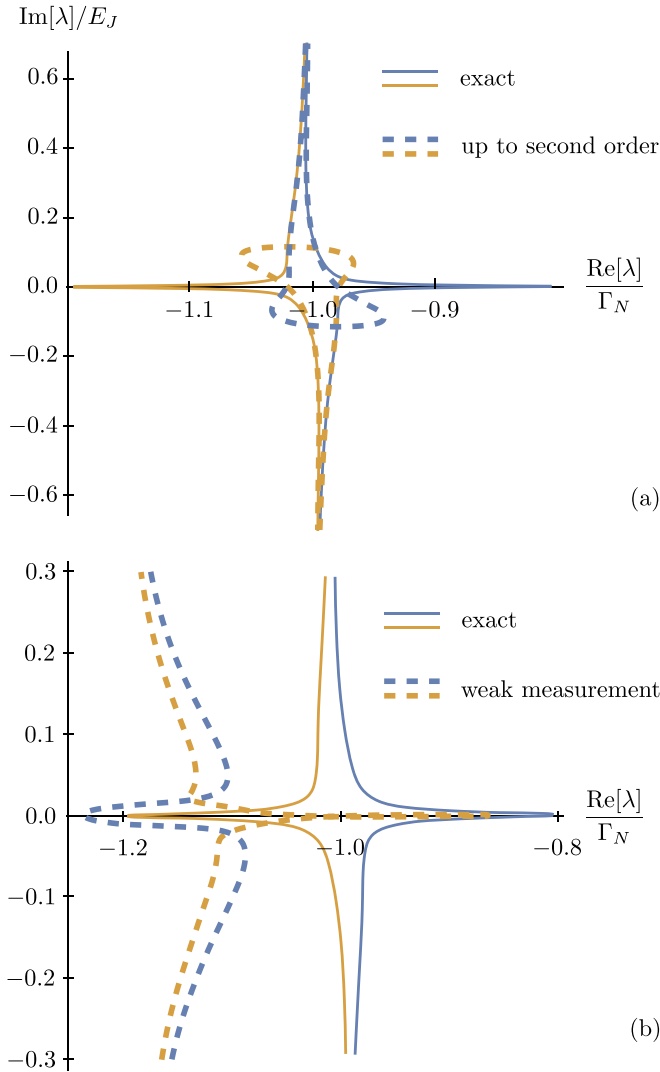 Im[λ]/E_J
0.6
0.4
0.2
0.0
−0.2
−0.4
−0.6
−1.1
−1.0
−0.9
Re[λ]
Γ_N
exact
up to second order
(a)
0.3
0.2
0.1
0.0
−0.1
−0.2
−0.3
−1.2
−1.0
−0.8
Re[λ]
Γ_N
exact
weak measurement
(b)